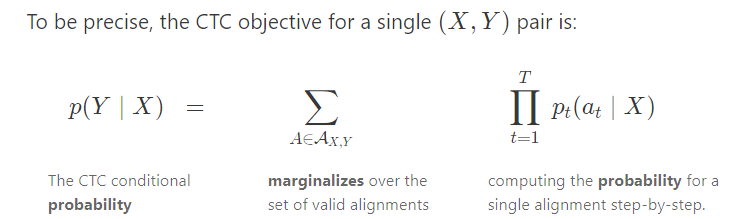 To be precise, the CTC objective for a single (X, Y) pair is:
p(Y | X) = ∑_{A∈𝒜_{X,Y}} ∏_{t=1}^{T} p_t(a_t | X)
The CTC conditional marginalizes over the computing the probability for a
probability set of valid alignments single alignment step-by-step.